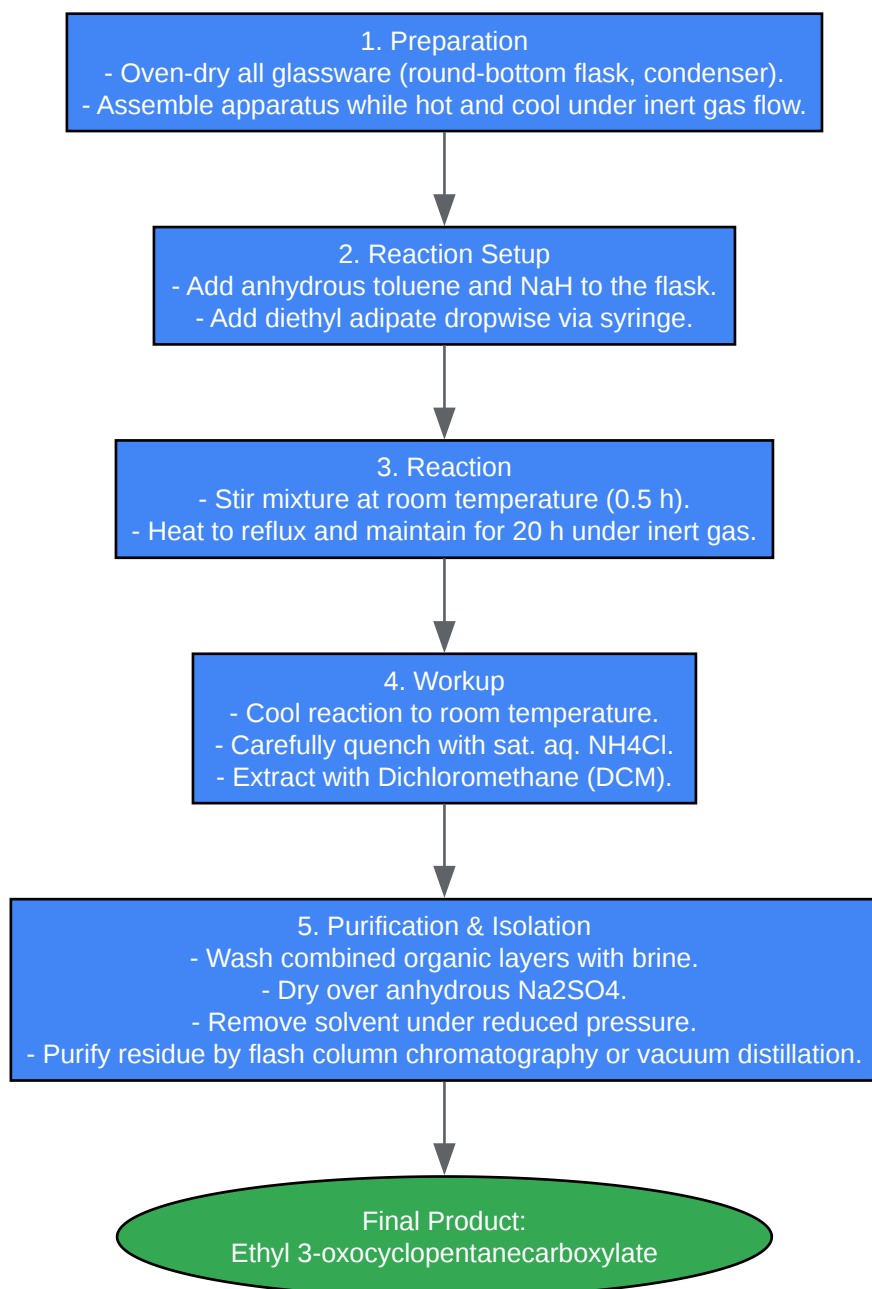 1. Preparation
- Oven-dry all glassware (round-bottom flask, condenser).
- Assemble apparatus while hot and cool under inert gas flow.
2. Reaction Setup
- Add anhydrous toluene and NaH to the flask.
- Add diethyl adipate dropwise via syringe.
3. Reaction
- Stir mixture at room temperature (0.5 h).
- Heat to reflux and maintain for 20 h under inert gas.
4. Workup
- Cool reaction to room temperature.
- Carefully quench with sat. aq. NH4Cl.
- Extract with Dichloromethane (DCM).
5. Purification & Isolation
- Wash combined organic layers with brine.
- Dry over anhydrous Na2SO4.
- Remove solvent under reduced pressure.
- Purify residue by flash column chromatography or vacuum distillation.
Final Product:
Ethyl 3-oxocyclopentanecarboxylate